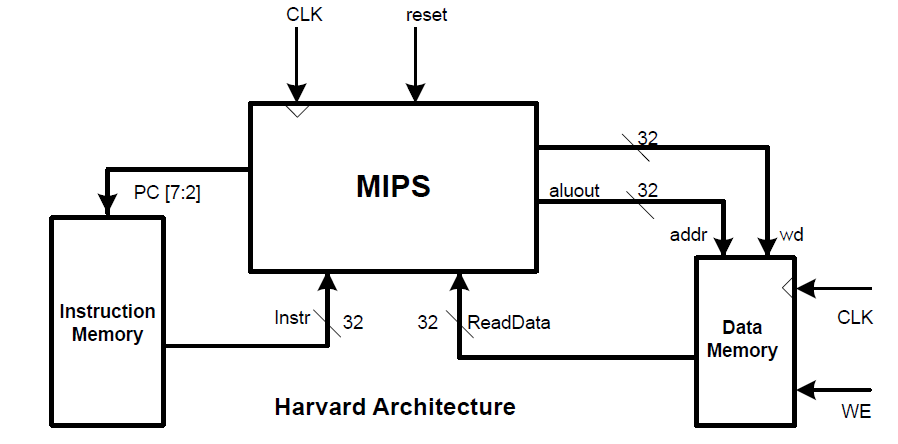 CLK
reset
32
MIPS
PC [7:2]
aluout
32
addr
wd
Instruction
Memory
Instr
32
32
ReadData
Data
Memory
CLK
WE
Harvard Architecture